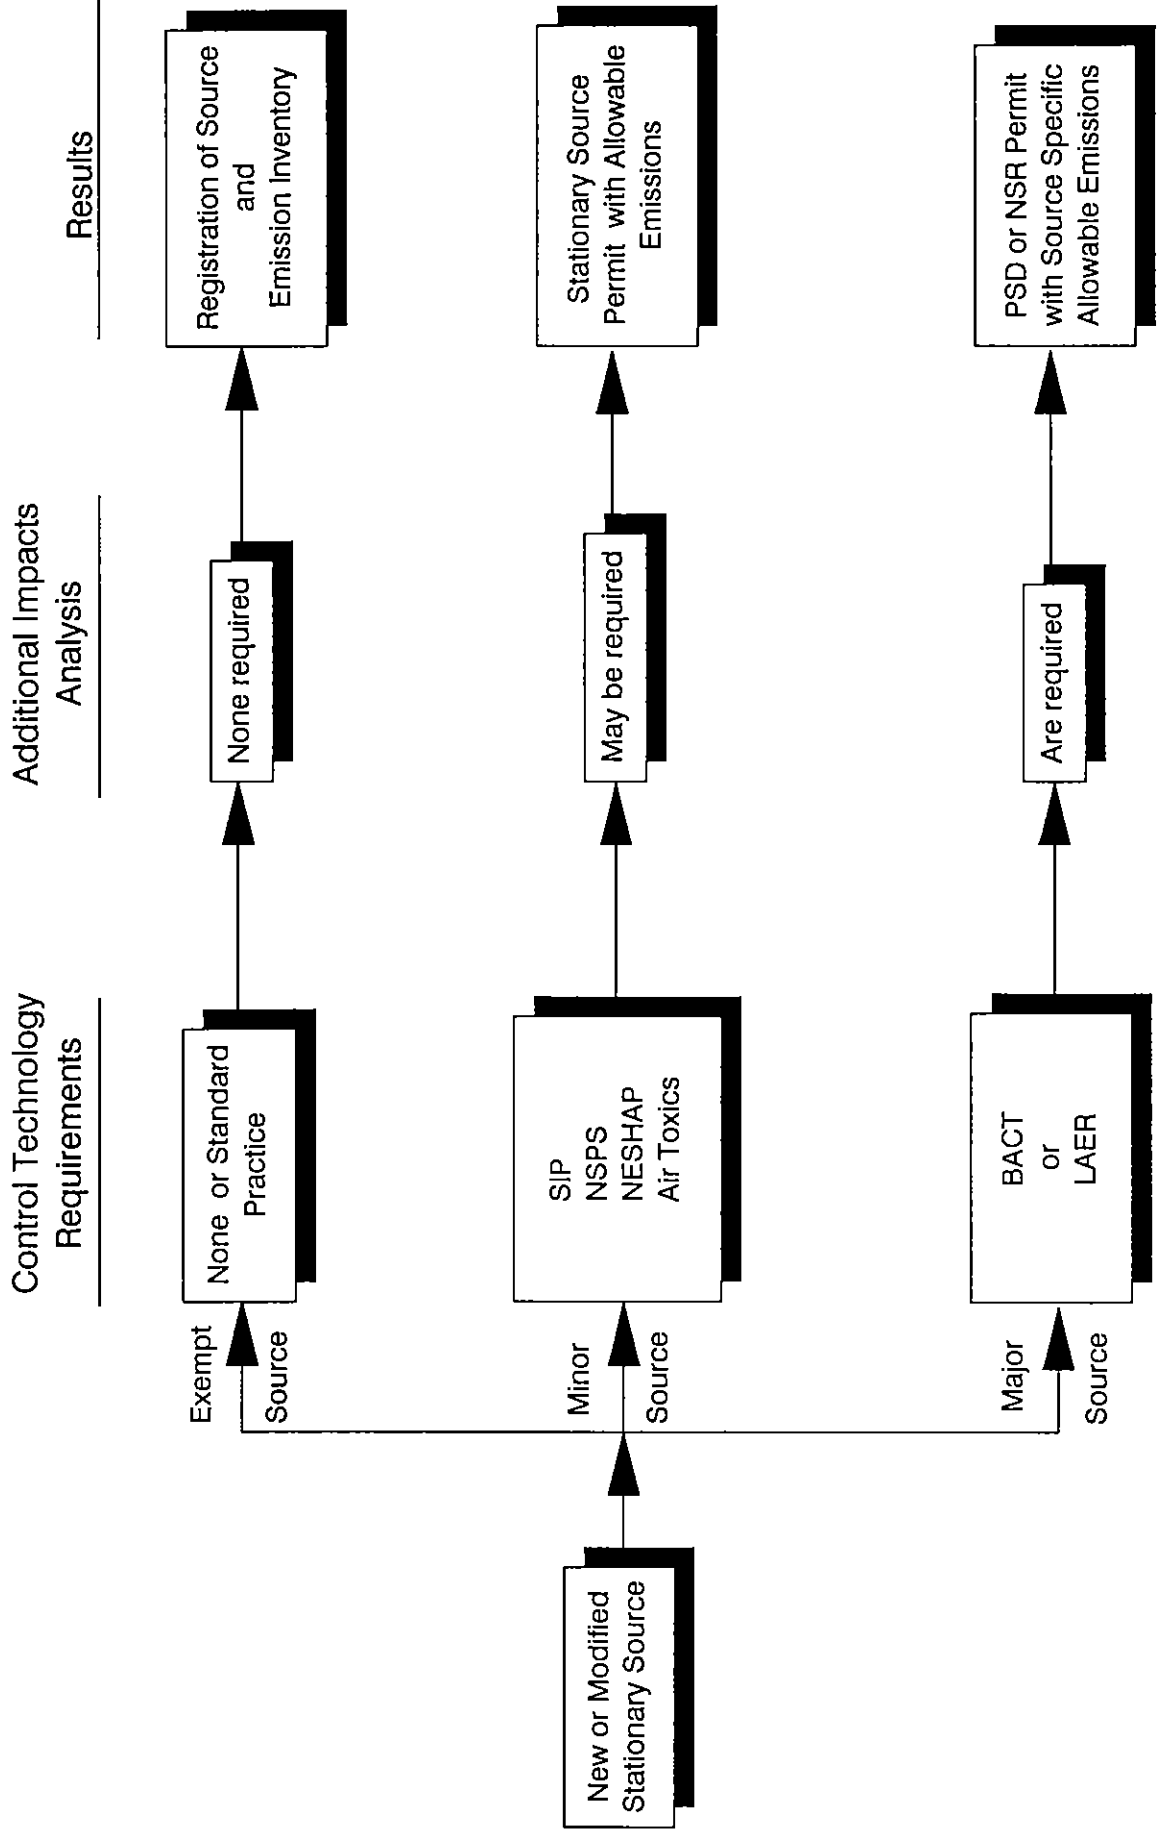 Control Technology
Requirements
Additional Impacts
Analysis
Results
New or Modified
Stationary Source
Exempt
Source
None or Standard
Practice
None required
Registration of Source
and
Emission Inventory
Minor
Source
SIP
NSPS
NESHAP
Air Toxics
May be required
Stationary Source
Permit with Allowable
Emissions
Major
Source
BACT
or
LAER
Are required
PSD or NSR Permit
with Source Specific
Allowable Emissions